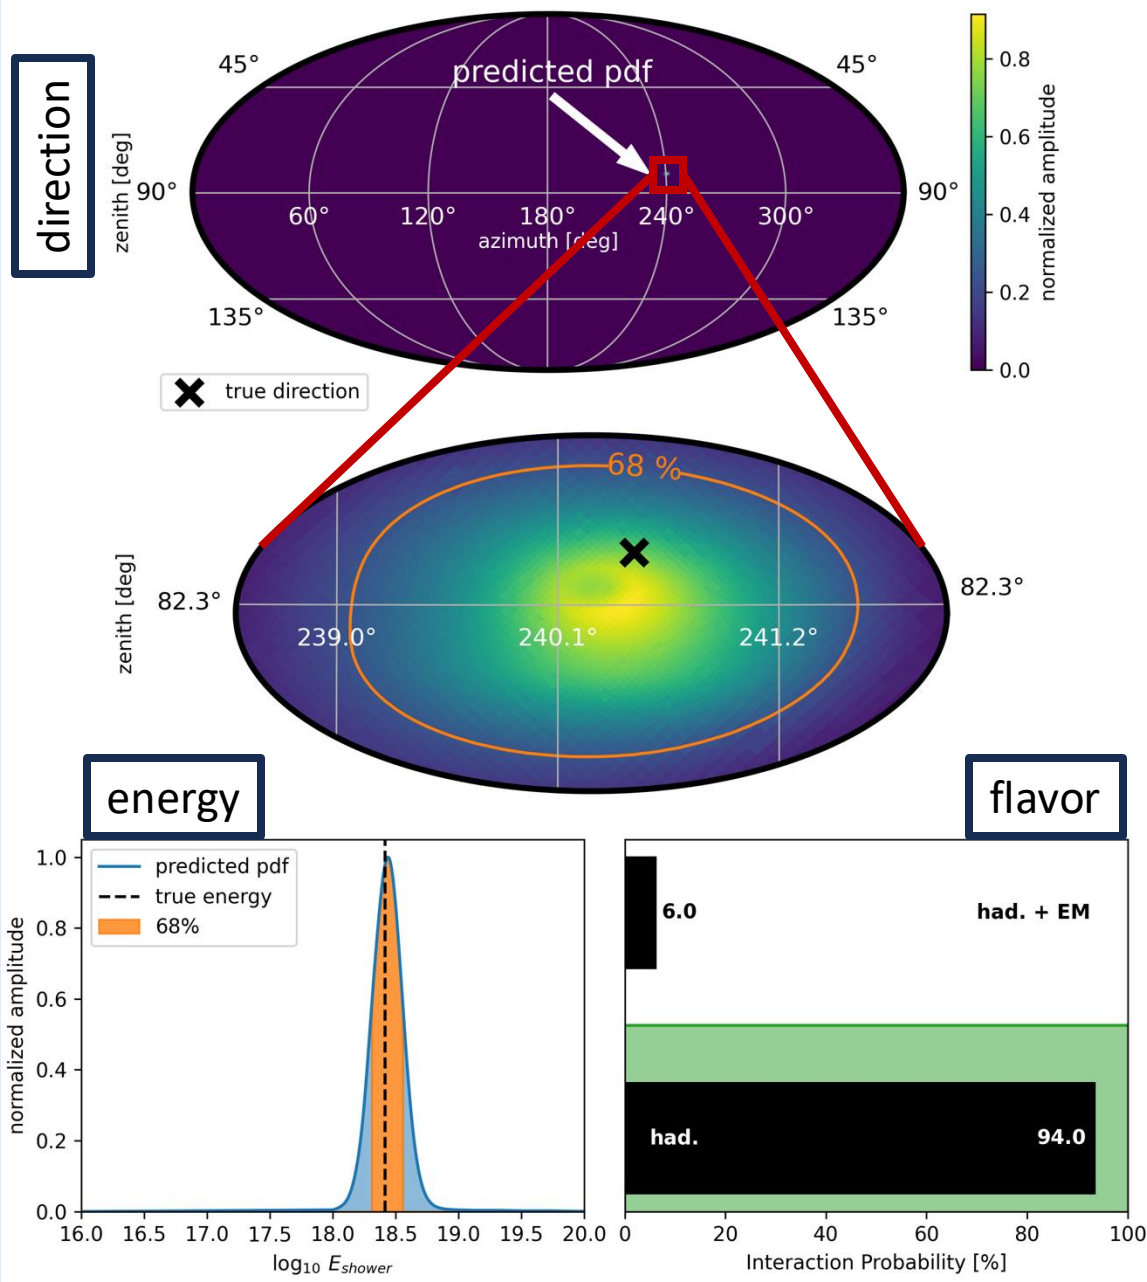 direction
zenith [deg]
45°
90°
135°
predicted pdf
60° 120° 180° 240° 300°
azimuth [deg]
45°
90°
135°
0.8
0.6
0.4
0.2
0.0
normalized amplitude
true direction
68 %
zenith [deg]
82.3°
82.3°
239.0° 240.1° 241.2°
energy
predicted pdf
true energy
68%
normalized amplitude
1.0
0.8
0.6
0.4
0.2
0.0
16.0 16.5 17.0 17.5 18.0 18.5 19.0 19.5 20.0
log₁₀ E_shower
flavor
6.0
had. + EM
had.
94.0
0 20 40 60 80 100
Interaction Probability [%]